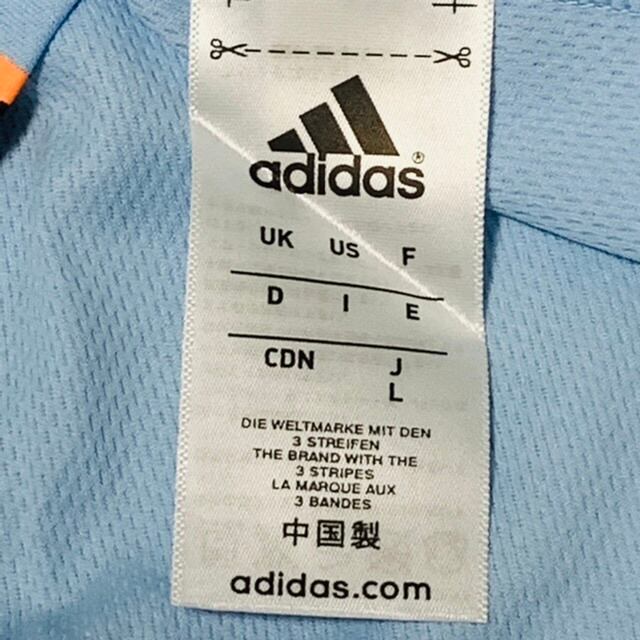 adidas®
UK US F
D I E
CDN J
L
DIE WELTMARKE MIT DEN
3 STREIFEN
THE BRAND WITH THE
3 STRIPES
LA MARQUE AUX
3 BANDES
中国製
adidas.com